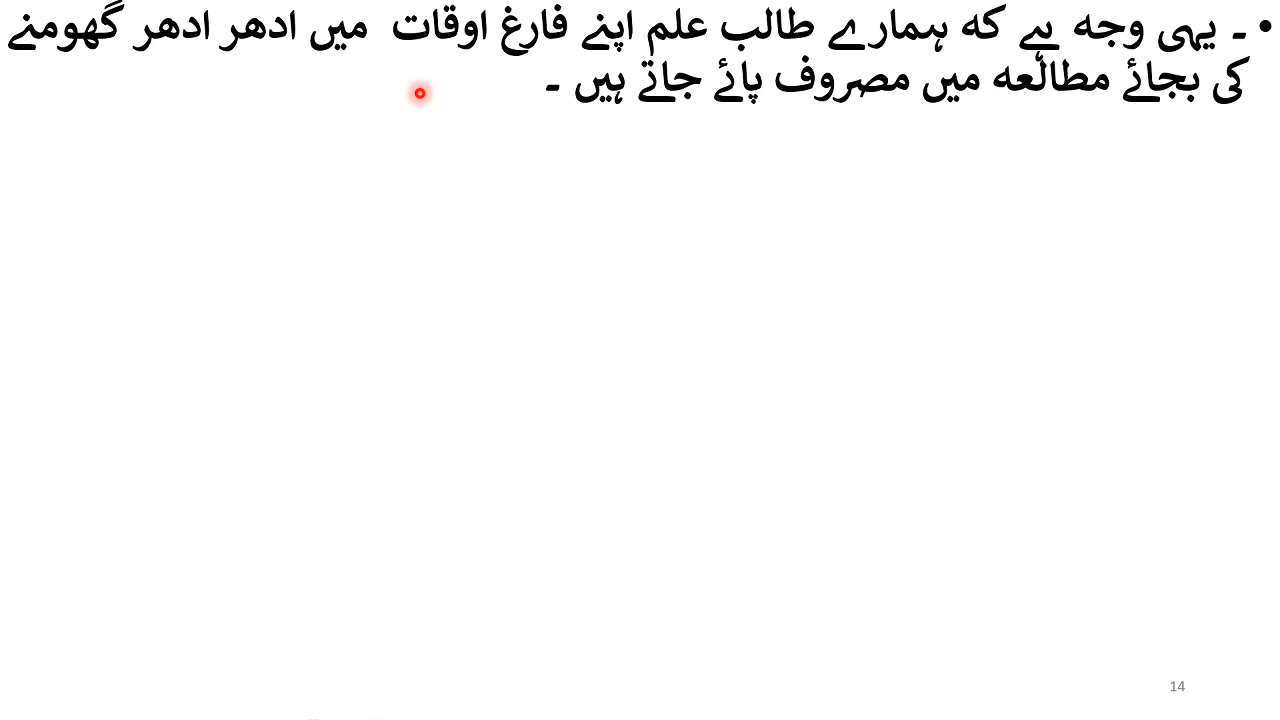 • ۔ یہی وجہ ہے کہ ہمارے طالب علم اپنے فارغ اوقات میں ادھر ادھر گھومنے
کی بجائے مطالعہ میں مصروف پائے جاتے ہیں ۔
14